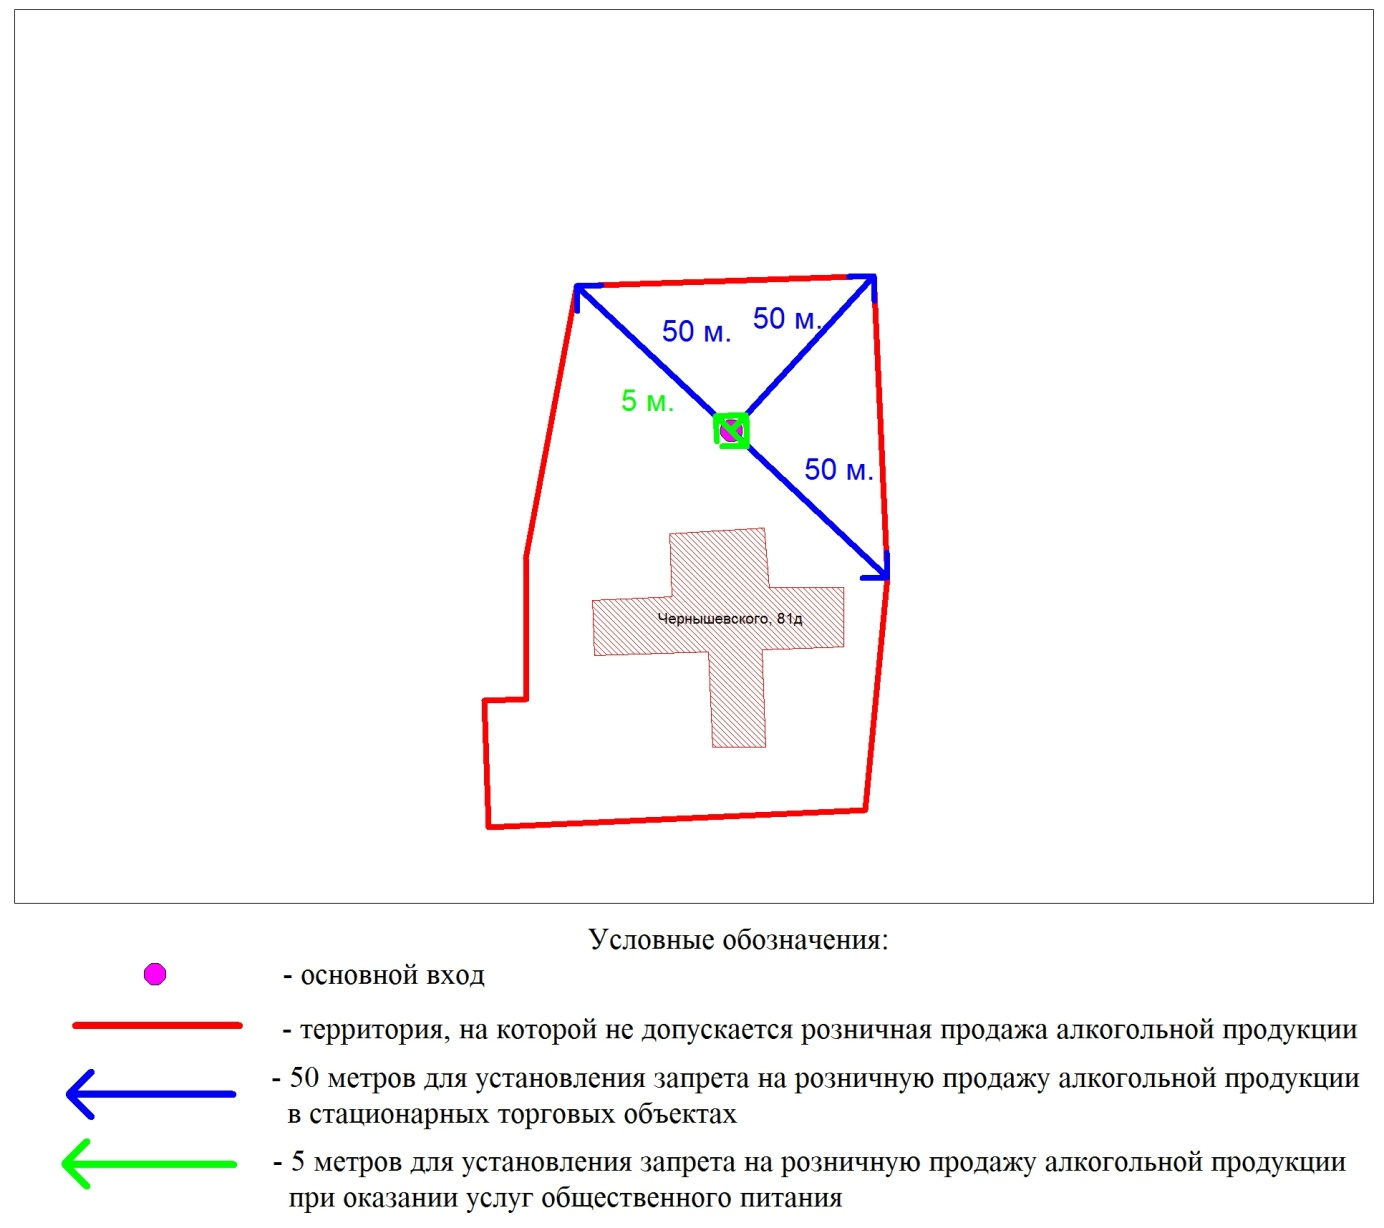 50 м.
50 м.
5 м.
50 м.
Чернышевского, 81д
Условные обозначения:
- основной вход
- территория, на которой не допускается розничная продажа алкогольной продукции
- 50 метров для установления запрета на розничную продажу алкогольной продукции
в стационарных торговых объектах
- 5 метров для установления запрета на розничную продажу алкогольной продукции
при оказании услуг общественного питания